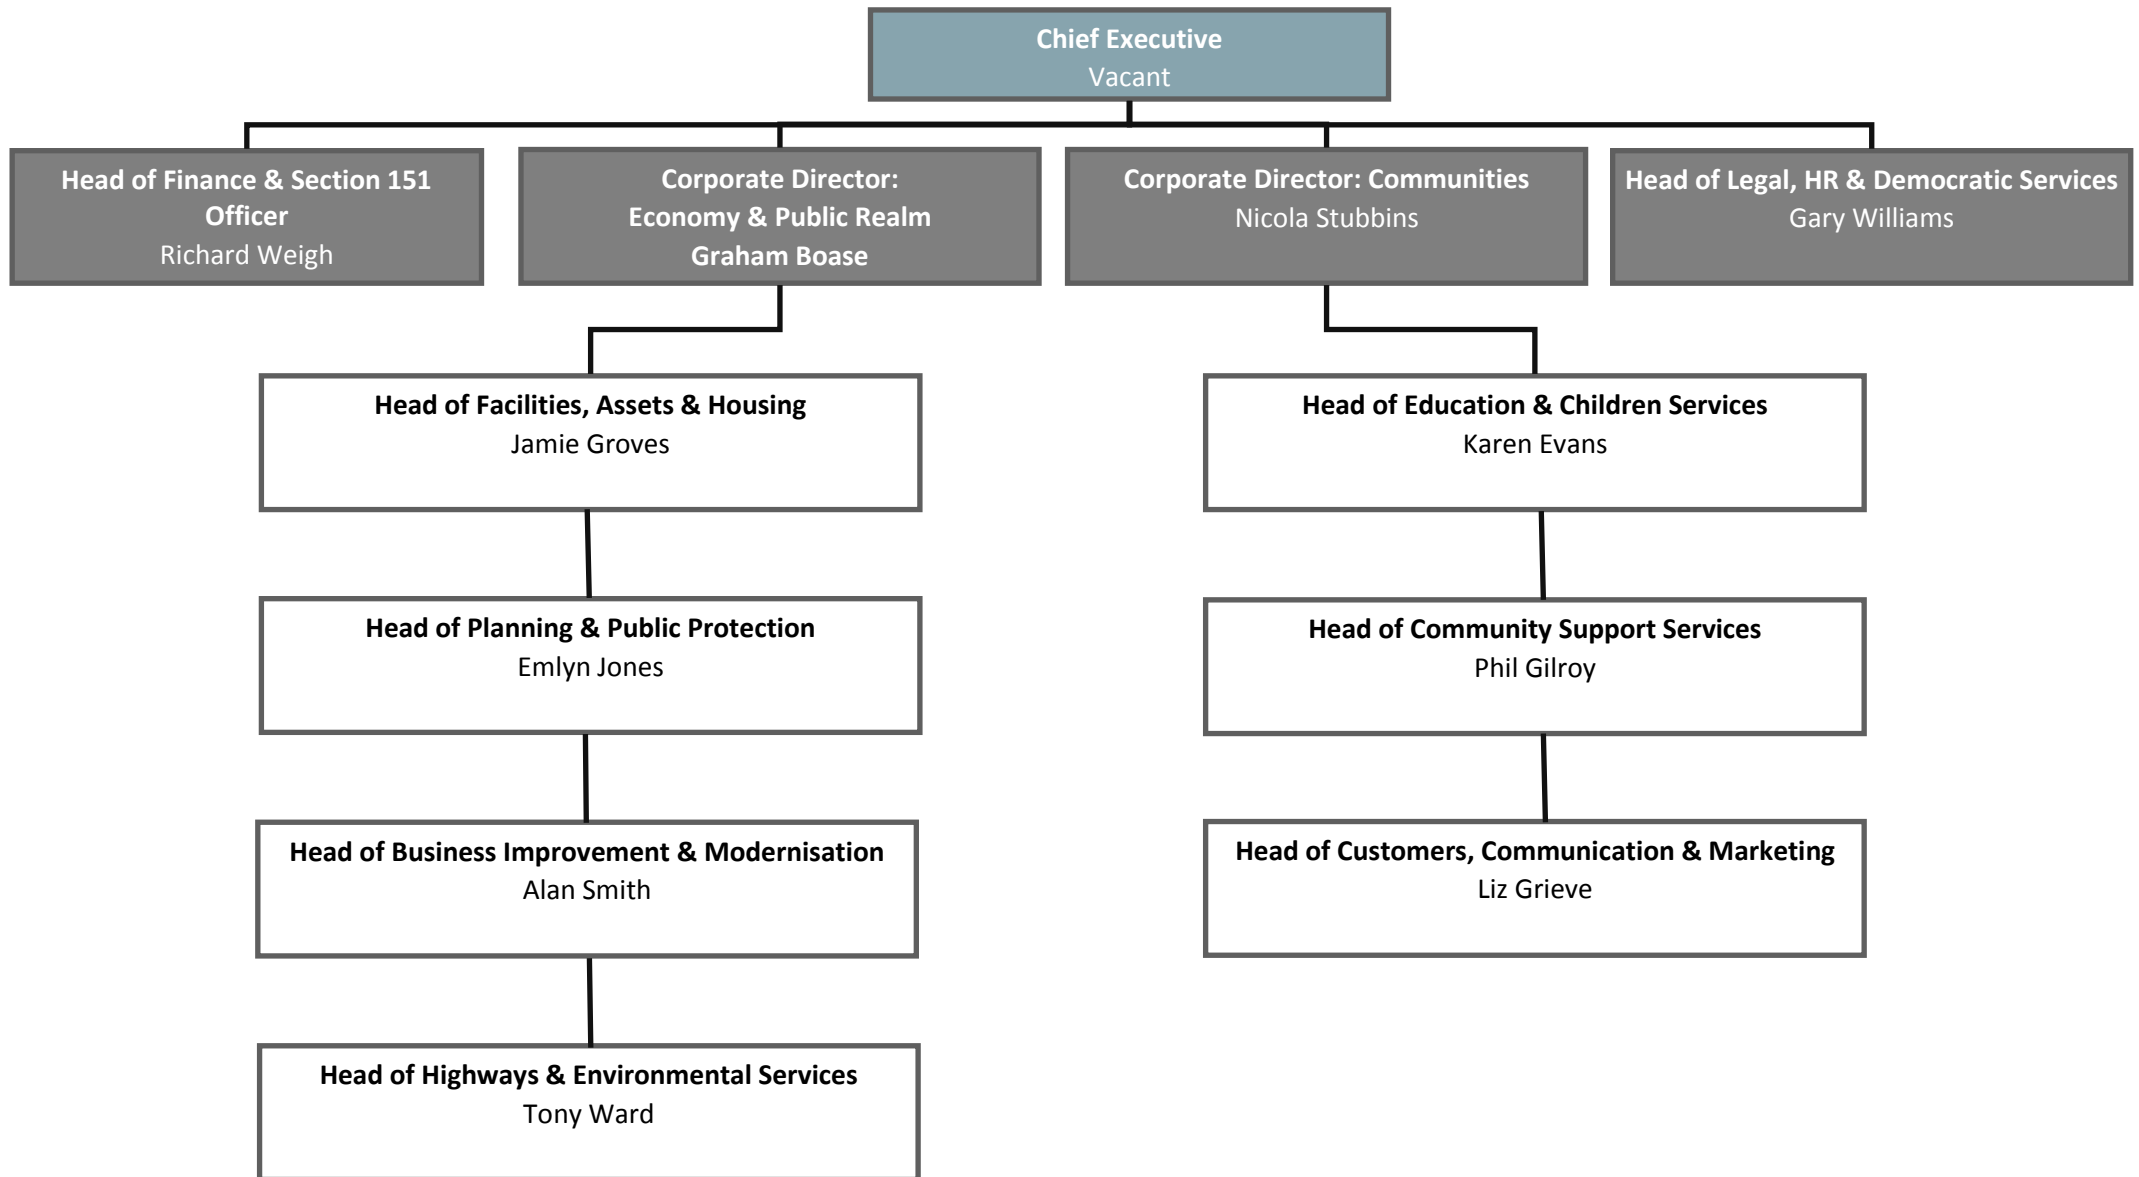 Chief Executive
Vacant
Head of Finance & Section 151
Officer
Richard Weigh
Corporate Director:
Economy & Public Realm
Graham Boase
Corporate Director: Communities
Nicola Stubbins
Head of Legal, HR & Democratic Services
Gary Williams
Head of Facilities, Assets & Housing
Jamie Groves
Head of Education & Children Services
Karen Evans
Head of Planning & Public Protection
Emlyn Jones
Head of Community Support Services
Phil Gilroy
Head of Business Improvement & Modernisation
Alan Smith
Head of Customers, Communication & Marketing
Liz Grieve
Head of Highways & Environmental Services
Tony Ward